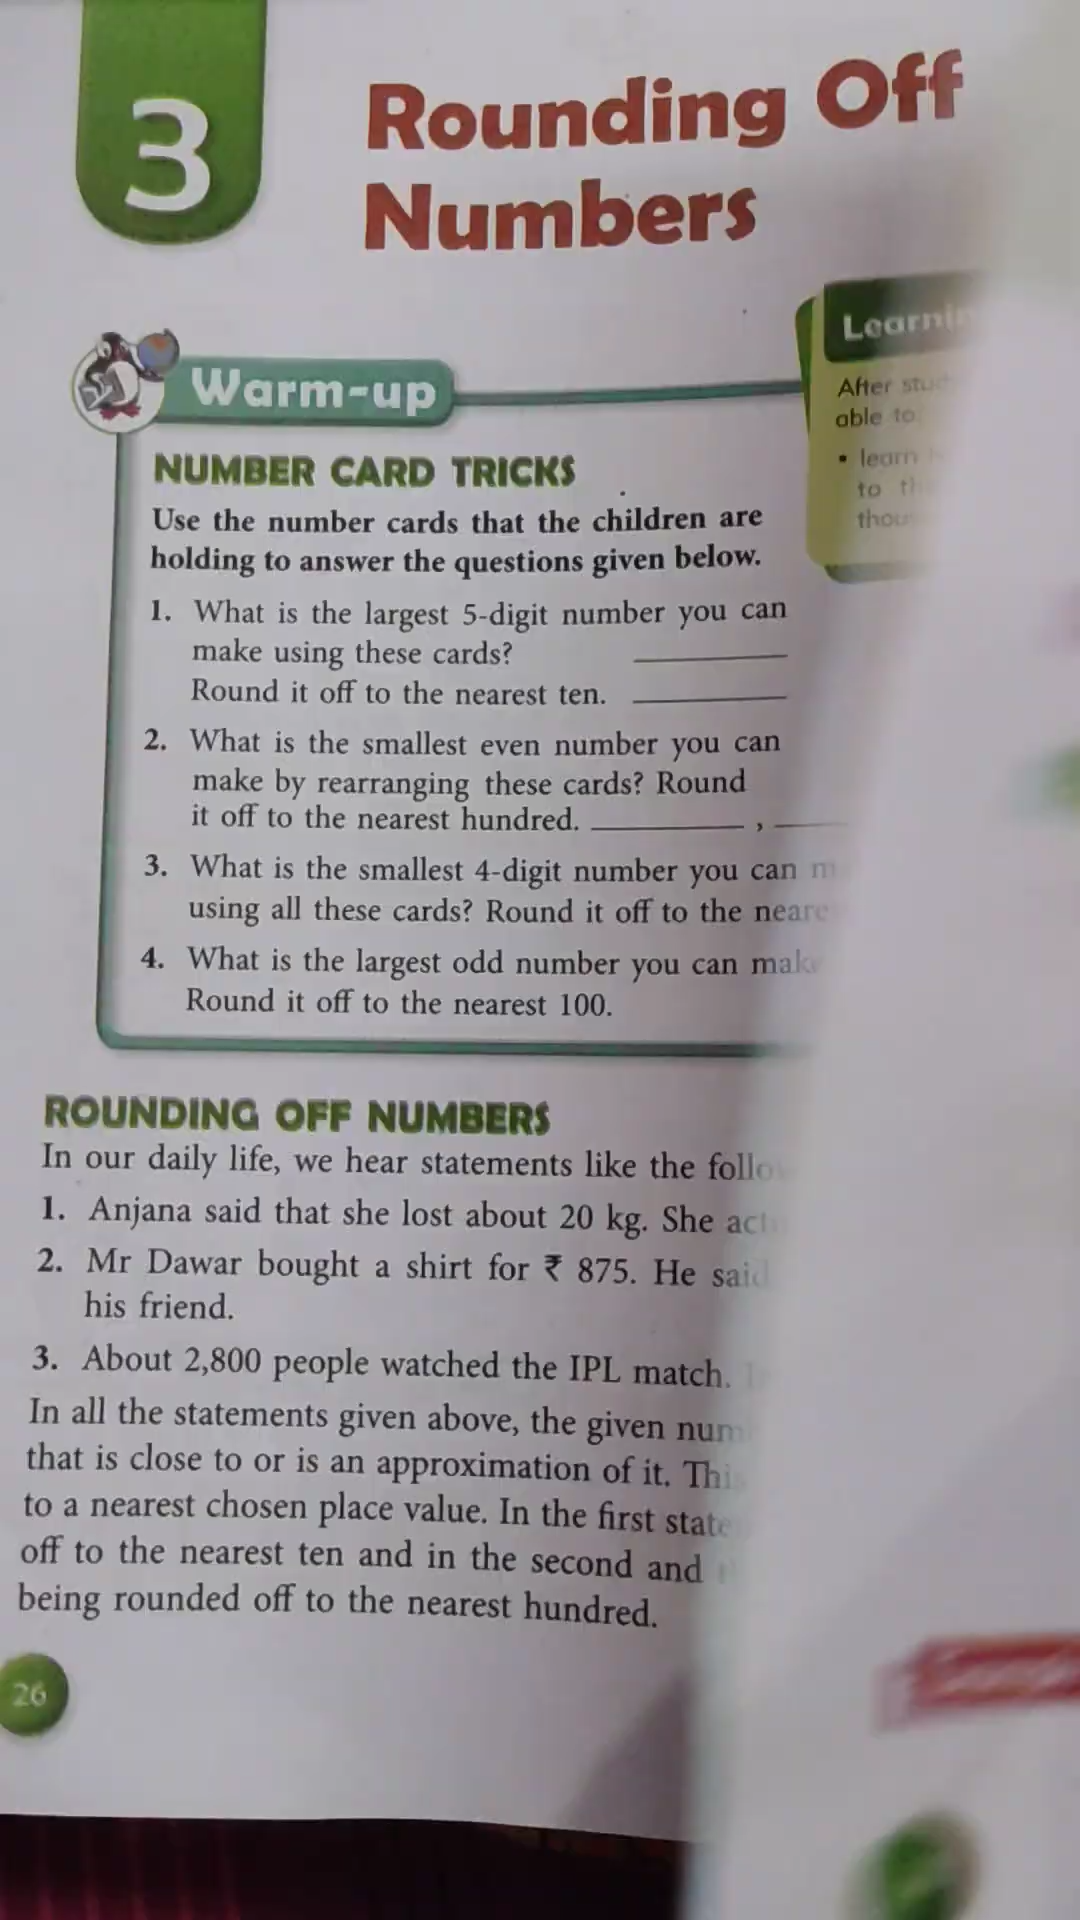 3
Rounding Off
Numbers
After
able to
• learn
to
Warm-up
NUMBER CARD TRICKS
Use the number cards that the children are
holding to answer the questions given below.
1. What is the largest 5-digit number you can
make using these cards?
Round it off to the nearest ten.
2. What is the smallest even number you can
make by rearranging these cards? Round
it off to the nearest hundred. ,
3. What is the smallest 4-digit number you can
using all these cards? Round it off to the
4. What is the largest odd number you can
Round it off to the nearest 100.
ROUNDING OFF NUMBERS
In our daily life, we hear statements like the
1. Anjana said that she lost about 20 kg. She
2. Mr Dawar bought a shirt for ₹ 875. He said
his friend.
3. About 2,800 people watched the IPL match.
In all the statements given above, the given
that is close to or is an approximation of it.
to a nearest chosen place value. In the first
off to the nearest ten and in the second and
being rounded off to the nearest hundred.
26